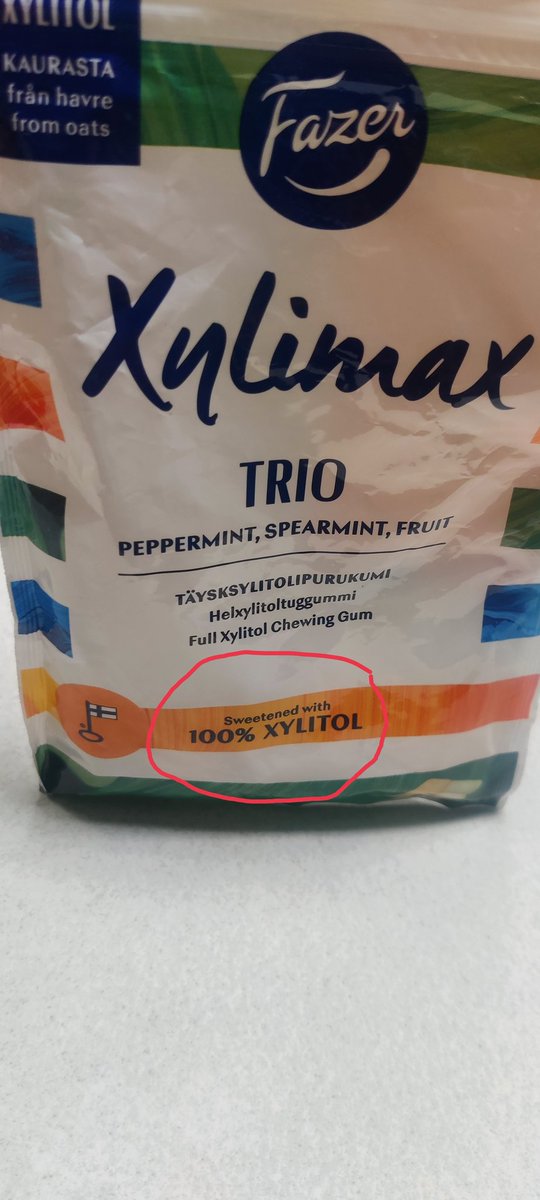 XYLITOL
KAURASTA
från havre
from oats
Fazer
Xylimax
TRIO
PEPPERMINT, SPEARMINT, FRUIT
TÄYSKSYLITOLIPURUKUMI
Helxylitoltuggummi
Full Xylitol Chewing Gum
Sweetened with
100% XYLITOL